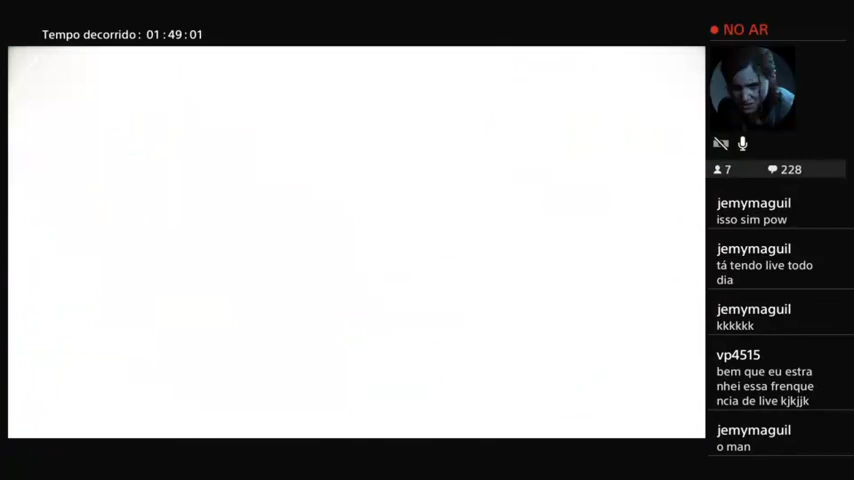 Tempo decorrido: 01:49:01
NO AR
7 228
jemymaguil
isso sim pow
jemymaguil
tá tendo live todo
dia
jemymaguil
kkkkkk
vp4515
bem que eu estra
nhei essa frenque
ncia de live kjkjjk
jemymaguil
o man